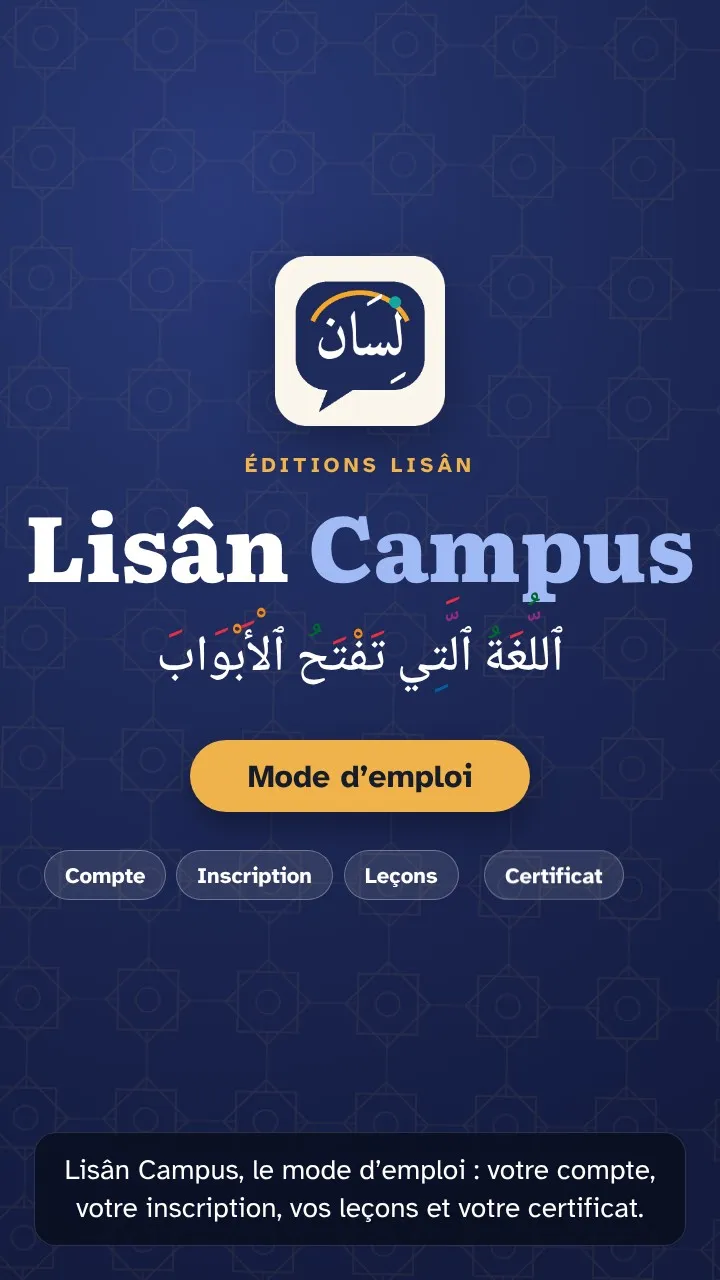 لِسَان
ÉDITIONS LISÂN
Lisân Campus
ٱللُّغَةُ ٱلَّتِي تَفْتَحُ ٱلْأَبْوَابَ
Mode d’emploi
Compte
Inscription
Leçons
Certificat
Lisân Campus, le mode d’emploi : votre compte,
votre inscription, vos leçons et votre certificat.